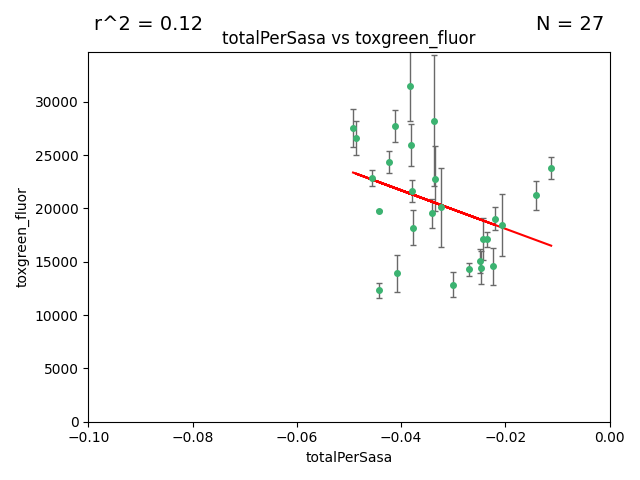 r^2 = 0.12
N = 27
totalPerSasa vs toxgreen_fluor
30000
25000
20000
15000
10000
5000
0
toxgreen_fluor
−0.10
−0.08
−0.06
−0.04
−0.02
0.00
totalPerSasa